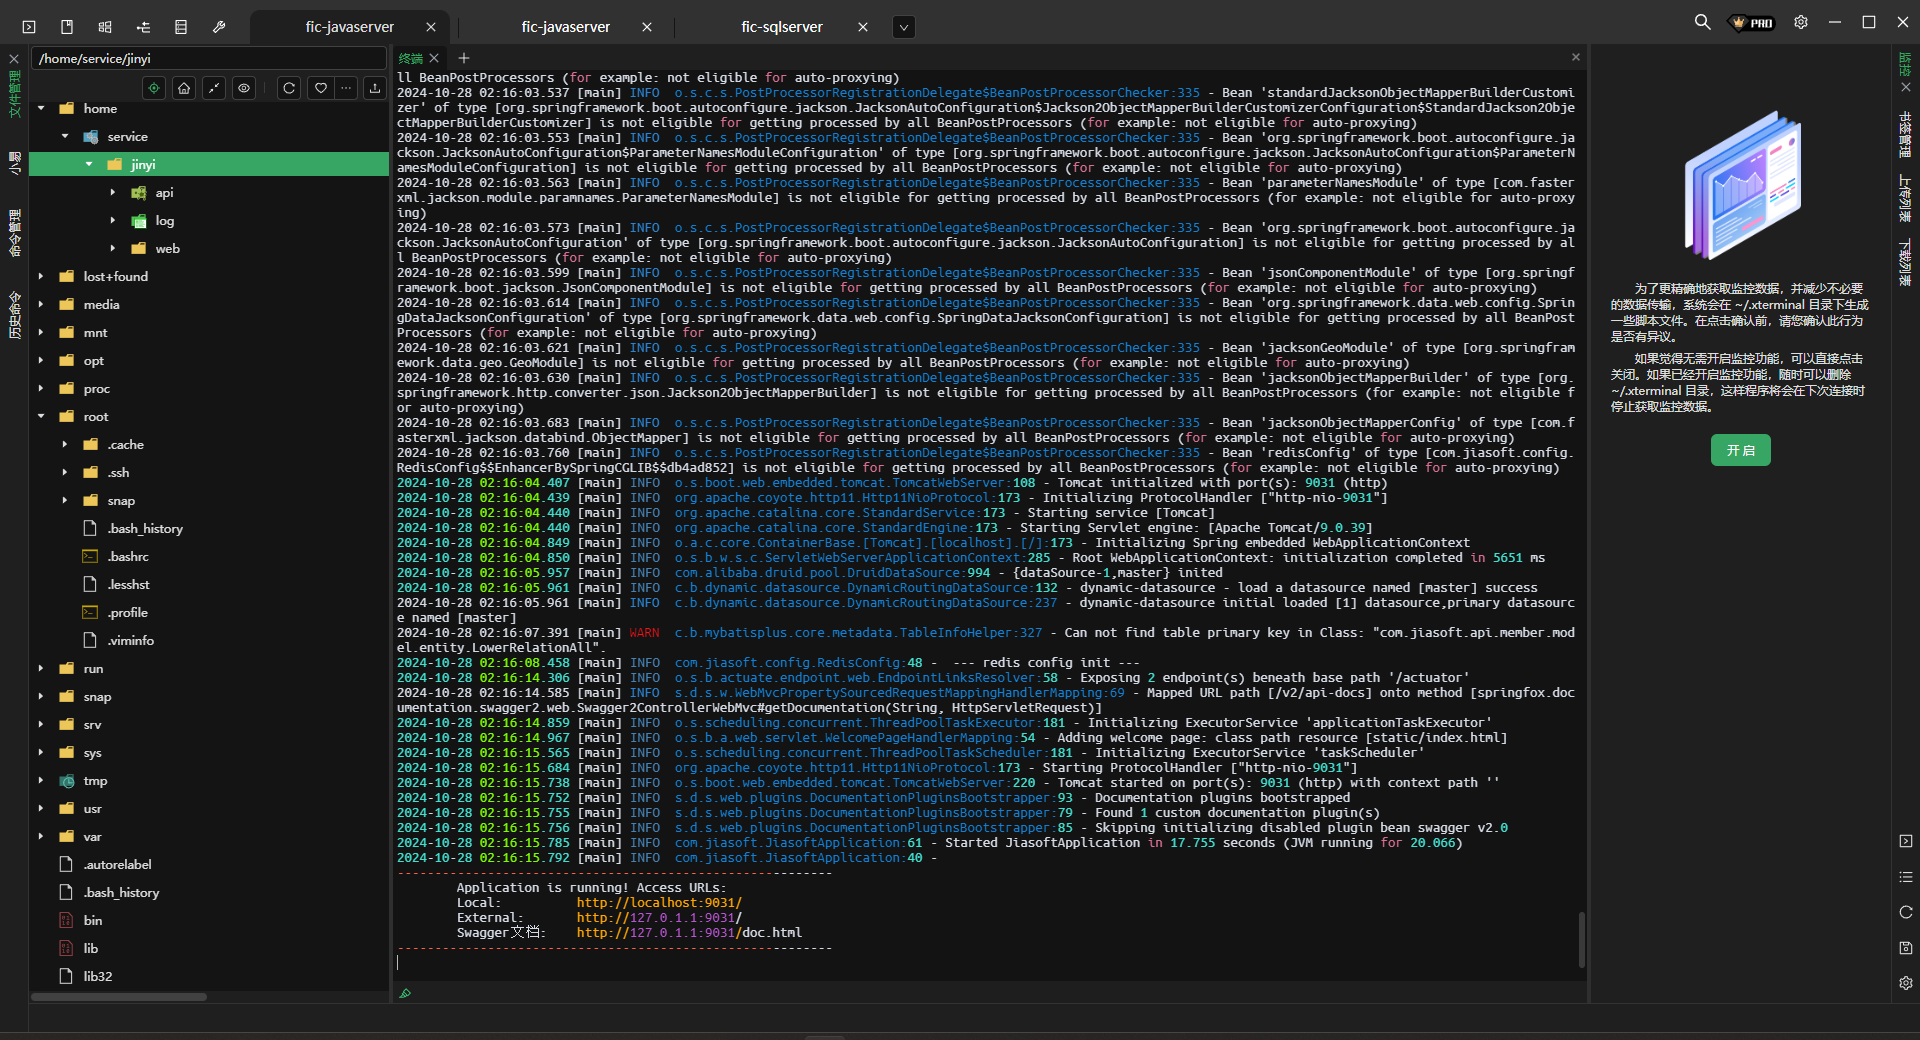 fic-javaserver
fic-javaserver
fic-sqlserver
PRO
/home/service/jinyi
终端
文件管理
小易
命令管理
历史命令
home
service
jinyi
api
log
web
lost+found
media
mnt
opt
proc
root
.cache
.ssh
snap
.bash_history
.bashrc
.lesshst
.profile
.viminfo
run
snap
srv
sys
tmp
usr
var
.autorelabel
.bash_history
bin
lib
lib32
ll BeanPostProcessors (for example: not eligible for auto-proxying)
2024-10-28 02:16:03.537 [main] INFO  o.s.c.s.PostProcessorRegistrationDelegate$BeanPostProcessorChecker:335 - Bean 'standardJacksonObjectMapperBuilderCustomi
zer' of type [org.springframework.boot.autoconfigure.jackson.JacksonAutoConfiguration$Jackson2ObjectMapperBuilderCustomizerConfiguration$StandardJackson2Obje
ctMapperBuilderCustomizer] is not eligible for getting processed by all BeanPostProcessors (for example: not eligible for auto-proxying)
2024-10-28 02:16:03.553 [main] INFO  o.s.c.s.PostProcessorRegistrationDelegate$BeanPostProcessorChecker:335 - Bean 'org.springframework.boot.autoconfigure.ja
ckson.JacksonAutoConfiguration$ParameterNamesModuleConfiguration' of type [org.springframework.boot.autoconfigure.jackson.JacksonAutoConfiguration$ParameterN
amesModuleConfiguration] is not eligible for getting processed by all BeanPostProcessors (for example: not eligible for auto-proxying)
2024-10-28 02:16:03.563 [main] INFO  o.s.c.s.PostProcessorRegistrationDelegate$BeanPostProcessorChecker:335 - Bean 'parameterNamesModule' of type [com.faster
xml.jackson.module.paramnames.ParameterNamesModule] is not eligible for getting processed by all BeanPostProcessors (for example: not eligible for auto-proxy
ing)
2024-10-28 02:16:03.573 [main] INFO  o.s.c.s.PostProcessorRegistrationDelegate$BeanPostProcessorChecker:335 - Bean 'org.springframework.boot.autoconfigure.ja
ckson.JacksonAutoConfiguration' of type [org.springframework.boot.autoconfigure.jackson.JacksonAutoConfiguration] is not eligible for getting processed by al
l BeanPostProcessors (for example: not eligible for auto-proxying)
2024-10-28 02:16:03.599 [main] INFO  o.s.c.s.PostProcessorRegistrationDelegate$BeanPostProcessorChecker:335 - Bean 'jsonComponentModule' of type [org.springf
ramework.boot.jackson.JsonComponentModule] is not eligible for getting processed by all BeanPostProcessors (for example: not eligible for auto-proxying)
2024-10-28 02:16:03.614 [main] INFO  o.s.c.s.PostProcessorRegistrationDelegate$BeanPostProcessorChecker:335 - Bean 'org.springframework.data.web.config.Sprin
gDataJacksonConfiguration' of type [org.springframework.data.web.config.SpringDataJacksonConfiguration] is not eligible for getting processed by all BeanPost
Processors (for example: not eligible for auto-proxying)
2024-10-28 02:16:03.621 [main] INFO  o.s.c.s.PostProcessorRegistrationDelegate$BeanPostProcessorChecker:335 - Bean 'jacksonGeoModule' of type [org.springfram
ework.data.geo.GeoModule] is not eligible for getting processed by all BeanPostProcessors (for example: not eligible for auto-proxying)
2024-10-28 02:16:03.630 [main] INFO  o.s.c.s.PostProcessorRegistrationDelegate$BeanPostProcessorChecker:335 - Bean 'jacksonObjectMapperBuilder' of type [org.
springframework.http.converter.json.Jackson2ObjectMapperBuilder] is not eligible for getting processed by all BeanPostProcessors (for example: not eligible f
or auto-proxying)
2024-10-28 02:16:03.683 [main] INFO  o.s.c.s.PostProcessorRegistrationDelegate$BeanPostProcessorChecker:335 - Bean 'jacksonObjectMapperConfig' of type [com.f
asterxml.jackson.databind.ObjectMapper] is not eligible for getting processed by all BeanPostProcessors (for example: not eligible for auto-proxying)
2024-10-28 02:16:03.760 [main] INFO  o.s.c.s.PostProcessorRegistrationDelegate$BeanPostProcessorChecker:335 - Bean 'redisConfig' of type [com.jiasoft.config.
RedisConfig$$EnhancerBySpringCGLIB$$db4ad852] is not eligible for getting processed by all BeanPostProcessors (for example: not eligible for auto-proxying)
2024-10-28 02:16:04.407 [main] INFO  o.s.boot.web.embedded.tomcat.TomcatWebServer:108 - Tomcat initialized with port(s): 9031 (http)
2024-10-28 02:16:04.439 [main] INFO  org.apache.coyote.http11.Http11NioProtocol:173 - Initializing ProtocolHandler ["http-nio-9031"]
2024-10-28 02:16:04.440 [main] INFO  org.apache.catalina.core.StandardService:173 - Starting service [Tomcat]
2024-10-28 02:16:04.440 [main] INFO  org.apache.catalina.core.StandardEngine:173 - Starting Servlet engine: [Apache Tomcat/9.0.39]
2024-10-28 02:16:04.849 [main] INFO  o.a.c.core.ContainerBase.[Tomcat].[localhost].[/]:173 - Initializing Spring embedded WebApplicationContext
2024-10-28 02:16:04.850 [main] INFO  o.s.b.w.s.c.ServletWebServerApplicationContext:285 - Root WebApplicationContext: initialization completed in 5651 ms
2024-10-28 02:16:05.957 [main] INFO  com.alibaba.druid.pool.DruidDataSource:994 - {dataSource-1,master} inited
2024-10-28 02:16:05.961 [main] INFO  c.b.dynamic.datasource.DynamicRoutingDataSource:132 - dynamic-datasource - load a datasource named [master] success
2024-10-28 02:16:05.961 [main] INFO  c.b.dynamic.datasource.DynamicRoutingDataSource:237 - dynamic-datasource initial loaded [1] datasource,primary datasourc
e named [master]
2024-10-28 02:16:07.391 [main] WARN  c.b.mybatisplus.core.metadata.TableInfoHelper:327 - Can not find table primary key in Class: "com.jiasoft.api.member.mod
el.entity.LowerRelationAll".
2024-10-28 02:16:08.458 [main] INFO  com.jiasoft.config.RedisConfig:48 -  --- redis config init ---
2024-10-28 02:16:14.306 [main] INFO  o.s.b.actuate.endpoint.web.EndpointLinksResolver:58 - Exposing 2 endpoint(s) beneath base path '/actuator'
2024-10-28 02:16:14.585 [main] INFO  s.d.s.w.WebMvcPropertySourcedRequestMappingHandlerMapping:69 - Mapped URL path [/v2/api-docs] onto method [springfox.doc
umentation.swagger2.web.Swagger2ControllerWebMvc#getDocumentation(String, HttpServletRequest)]
2024-10-28 02:16:14.859 [main] INFO  o.s.scheduling.concurrent.ThreadPoolTaskExecutor:181 - Initializing ExecutorService 'applicationTaskExecutor'
2024-10-28 02:16:14.967 [main] INFO  o.s.b.a.web.servlet.WelcomePageHandlerMapping:54 - Adding welcome page: class path resource [static/index.html]
2024-10-28 02:16:15.565 [main] INFO  o.s.scheduling.concurrent.ThreadPoolTaskScheduler:181 - Initializing ExecutorService 'taskScheduler'
2024-10-28 02:16:15.684 [main] INFO  org.apache.coyote.http11.Http11NioProtocol:173 - Starting ProtocolHandler ["http-nio-9031"]
2024-10-28 02:16:15.738 [main] INFO  o.s.boot.web.embedded.tomcat.TomcatWebServer:220 - Tomcat started on port(s): 9031 (http) with context path ''
2024-10-28 02:16:15.752 [main] INFO  s.d.s.web.plugins.DocumentationPluginsBootstrapper:93 - Documentation plugins bootstrapped
2024-10-28 02:16:15.755 [main] INFO  s.d.s.web.plugins.DocumentationPluginsBootstrapper:79 - Found 1 custom documentation plugin(s)
2024-10-28 02:16:15.756 [main] INFO  s.d.s.web.plugins.DocumentationPluginsBootstrapper:85 - Skipping initializing disabled plugin bean swagger v2.0
2024-10-28 02:16:15.785 [main] INFO  com.jiasoft.JiasoftApplication:61 - Started JiasoftApplication in 17.755 seconds (JVM running for 20.066)
2024-10-28 02:16:15.792 [main] INFO  com.jiasoft.JiasoftApplication:40 -
----------------------------------------------------------
Application is running! Access URLs:
Local: http://localhost:9031/
External: http://127.0.1.1:9031/
Swagger文档: http://127.0.1.1:9031/doc.html
----------------------------------------------------------
为了更精确地获取监控数据，并减少不必要
的数据传输，系统会在 ~/.xterminal 目录下生成
一些脚本文件。在点击确认前，请您确认此行为
是否有异议。
如果觉得无需开启监控功能，可以直接点击
关闭。如果已经开启监控功能，随时可以删除
~/.xterminal 目录，这样程序将会在下次连接时
停止获取监控数据。
开启
监控
书签管理
上传列表
下载列表